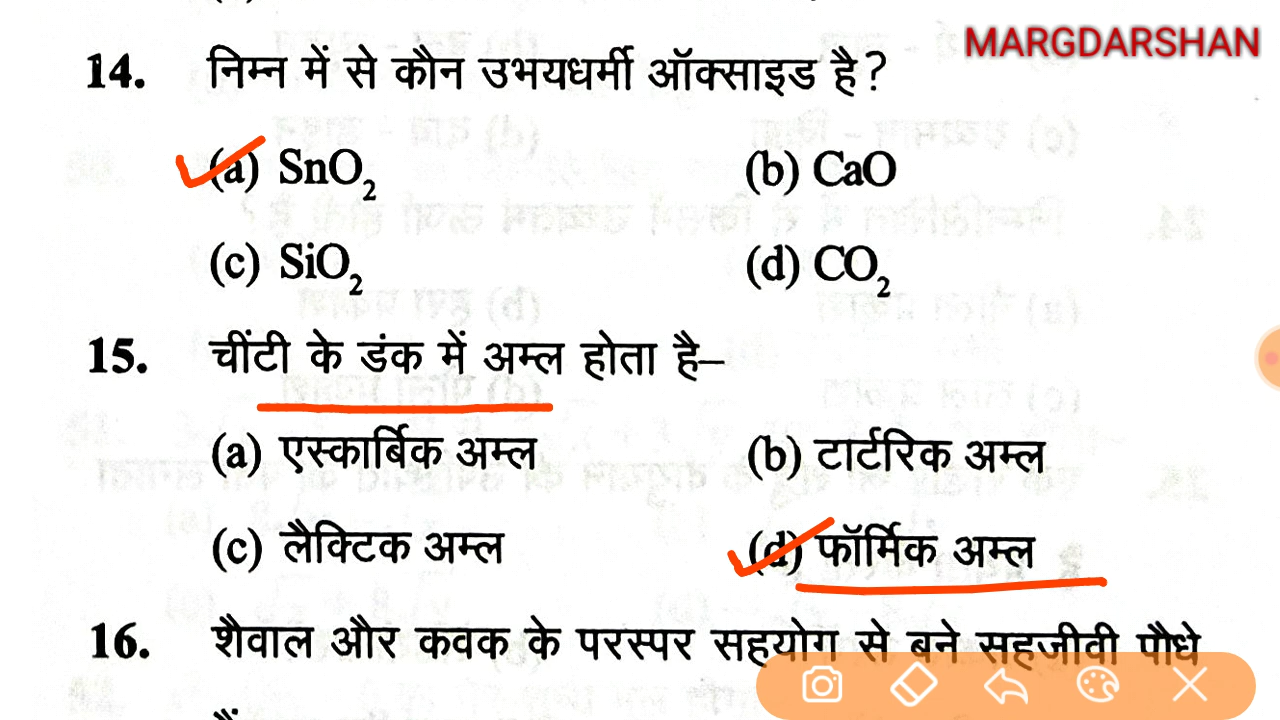 MARGDARSHAN
14. निम्न में से कौन उभयधर्मी ऑक्साइड है?
(a) SnO₂ (b) CaO
(c) SiO₂ (d) CO₂
15. चींटी के डंक में अम्ल होता है–
(a) एस्कार्बिक अम्ल (b) टार्टरिक अम्ल
(c) लैक्टिक अम्ल (d) फॉर्मिक अम्ल
16. शैवाल और कवक के परस्पर सहयोग से बने सहजीवी पौधे